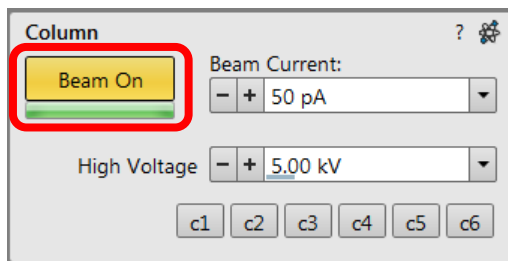 Column ?
Beam On
Beam Current:
- + 50 pA
High Voltage - + 5.00 kV
c1 c2 c3 c4 c5 c6